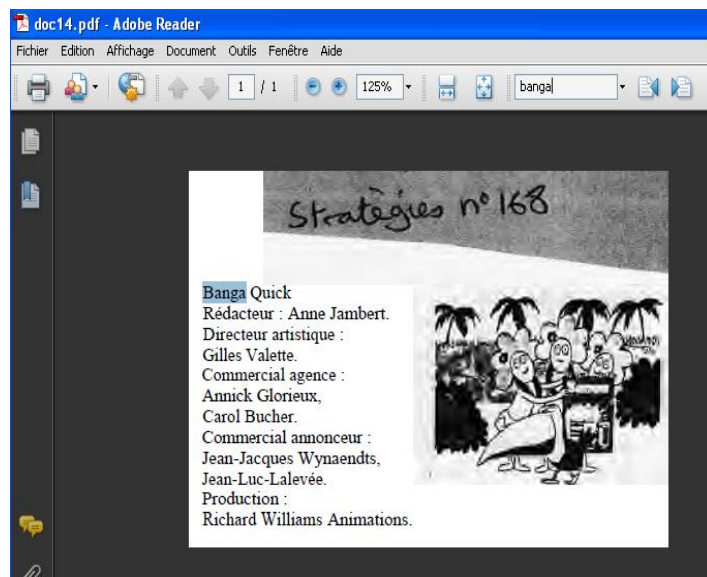 doc14.pdf - Adobe Reader
Fichier Edition Affichage Document Outils Fenêtre Aide
1 / 1 125% banga
Stratégies n° 168
Banga Quick
Rédacteur : Anne Jambert.
Directeur artistique :
Gilles Valette.
Commercial agence :
Annick Glorieux,
Carol Bucher.
Commercial annonceur :
Jean-Jacques Wynaendts,
Jean-Luc-Lalevée.
Production :
Richard Williams Animations.